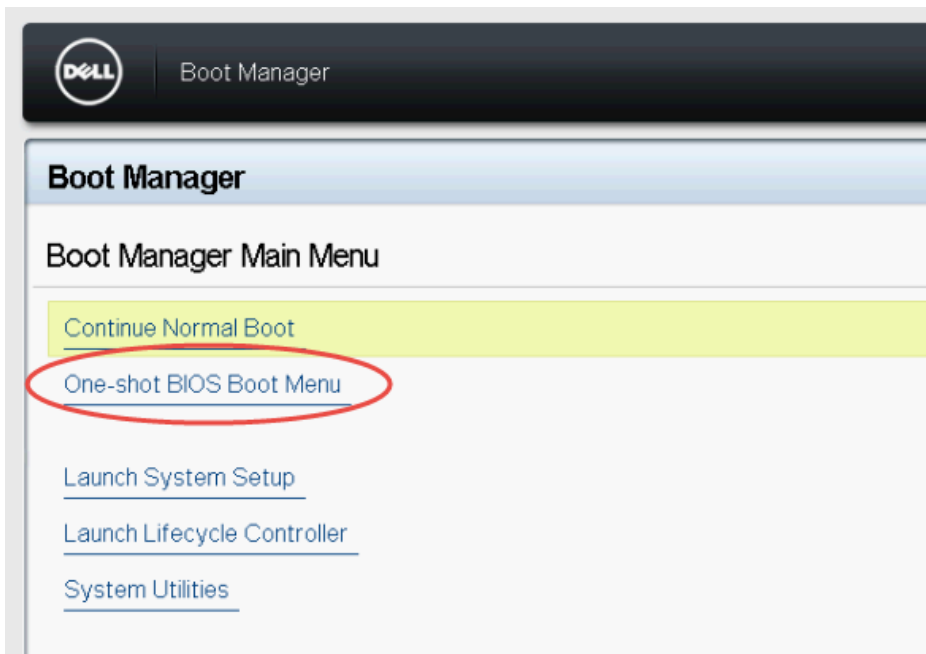 DELL
Boot Manager
Boot Manager
Boot Manager Main Menu
Continue Normal Boot
One-shot BIOS Boot Menu
Launch System Setup
Launch Lifecycle Controller
System Utilities